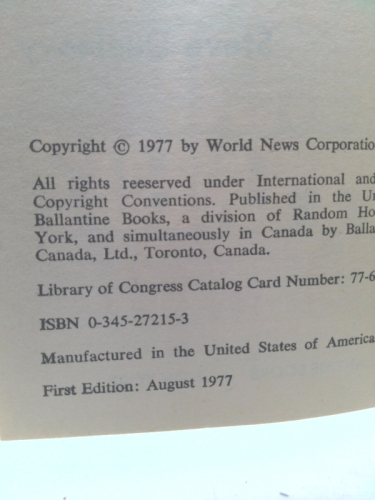 Copyright © 1977 by World News Corporatio
All rights reeserved under International and
Copyright Conventions. Published in the Un
Ballantine Books, a division of Random Ho
York, and simultaneously in Canada by Balla
Canada, Ltd., Toronto, Canada.
Library of Congress Catalog Card Number: 77-6
ISBN 0-345-27215-3
Manufactured in the United States of America
First Edition: August 1977